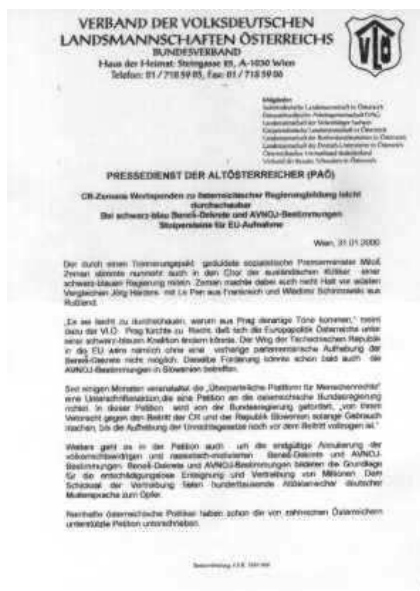 VERBAND DER VOLKSDEUTSCHEN
LANDSMANNSCHAFTEN ÖSTERREICHS
BUNDESVERBAND
Haus der Heimat: Steingasse 25, A-1030 Wien
Telefon: 01 / 718 59 05, Fax: 01 / 718 59 06
VLÖ
Mitglieder
PRESSEDIENST DER ALTÖSTERREICHER (PAÖ)
CR-Zemans Wortspenden zu österreichischer Regierungbildung leicht
durchschaubar
Bei schwarz-blau Beneš-Dekrete und AVNOJ-Bestimmungen
Stolpersteine für EU-Aufnahme
Wien, 31.01.2000
Der durch einen Tolerierungspakt geduldete sozialistische Premierminister Miloš
Zeman stimmte nunmehr auch in den Chor der ausländischen Kritiker einer
schwarz-blauen Regierung mitein. Zeman machte dabei auch nicht Halt vor
Vergleichen Jörg Haiders mit Le Pen aus Frankreich und Wladimir Schirinowski aus
Rußland.
„Es sei leicht zu durchschauen, warum aus Prag derartige Töne kommen," meint
dazu der VLÖ. Prag fürchte zu Recht, daß sich die Europapolitik Österreichs unter
einer schwarz-blauen Koalition ändern könnte. Der Weg der Tschechischen Republik
in die EU wäre nämlich ohne eine vorherige parlamentarische Aufhebung der
Beneš-Dekrete nicht möglich. Dieselbe Forderung könnte schon bald auch die
AVNOJ-Bestimmungen in Slowenien betreffen.
Seit einigen Monaten veranstaltet die „Überparteiliche Plattform für Menschenrechte"
eine Unterschriftenaktion, die eine Petition an die österreichische Bundesregierung
richtet. In dieser Petition wird von der Bundesregierung gefordert, „von ihrem
Vetorecht gegen den Beitritt der CR und der Republik Slowenien solange Gebrauch
machen, bis die Aufhebung der Unrechtsgesetze noch vor dem Beitritt vollzogen ist."
Weiters geht es in der Petition auch um die endgültige Annullierung der
völkerrechtswidrigen und rassistisch-motivierten Beneš-Dekrete und AVNOJ-
Bestimmungen. Beneš-Dekrete und AVNOJ-Bestimmungen bildeten die Grundlage
für die entschädigungslose Enteignung und Vertreibung von Millionen. Dem
Schicksal der Vertreibung fielen hunderttausende Altösterreicher deutscher
Muttersprache zum Opfer.
Namhafte österreichische Politiker haben schon die von zahlreichen Österreichern
unterstützte Petition unterschrieben.